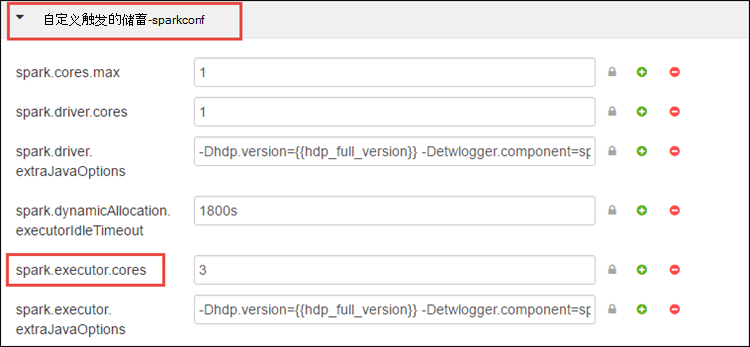 自定义触发的储蓄-sparkconf
spark.cores.max 1
spark.driver.cores 1
spark.driver.
extraJavaOptions -Dhdp.version={{hdp_full_version}} -Detwlogger.component=sp
spark.dynamicAllocation.
executorIdleTimeout 1800s
spark.executor.cores 3
spark.executor.
extraJavaOptions -Dhdp.version={{hdp_full_version}} -Detwlogger.component=sp